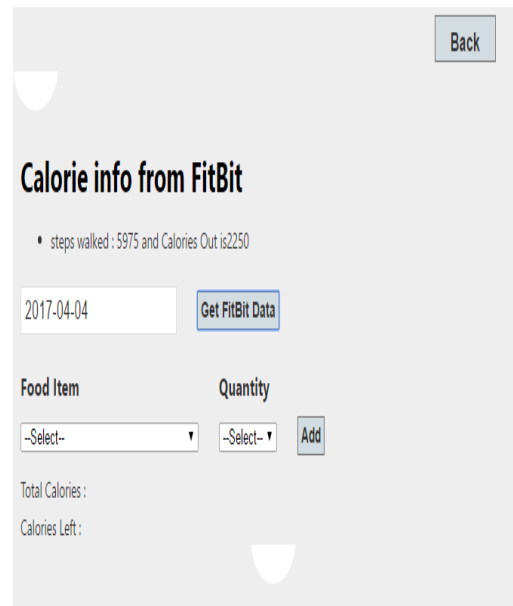 Back
Calorie info from FitBit
• steps walked : 5975 and Calories Out is2250
2017-04-04 Get FitBit Data
Food Item Quantity
--Select-- --Select-- Add
Total Calories :
Calories Left :